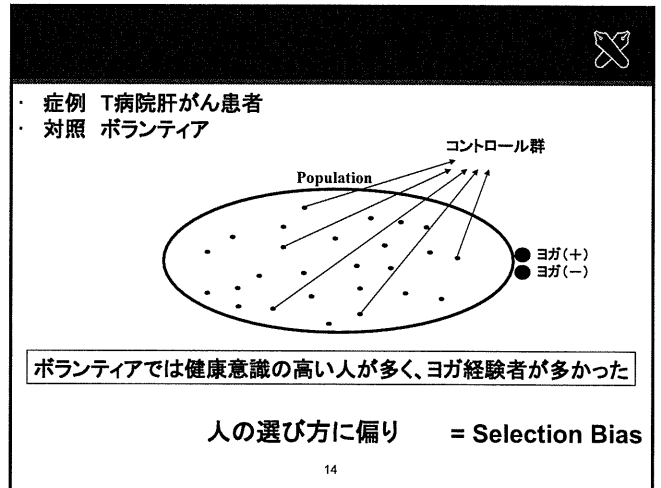 · 症例 T病院肝がん患者
· 対照 ボランティア
コントロール群
Population
ヨガ(+)
ヨガ(−)
ボランティアでは健康意識の高い人が多く、ヨガ経験者が多かった
人の選び方に偏り = Selection Bias
14